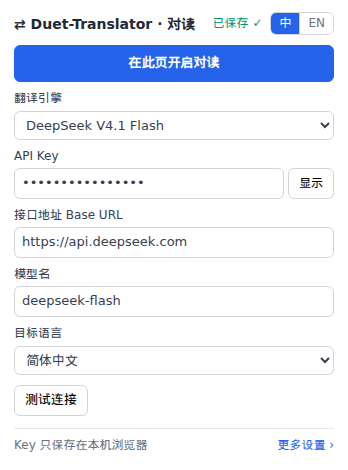 ⇄ Duet-Translator · 对读 已保存 ✓ 中 EN
在此页开启对读
翻译引擎
DeepSeek V4.1 Flash
API Key
•••••••••••••••• 显示
接口地址 Base URL
https://api.deepseek.com
模型名
deepseek-flash
目标语言
简体中文
测试连接
Key 只保存在本机浏览器 更多设置 ›